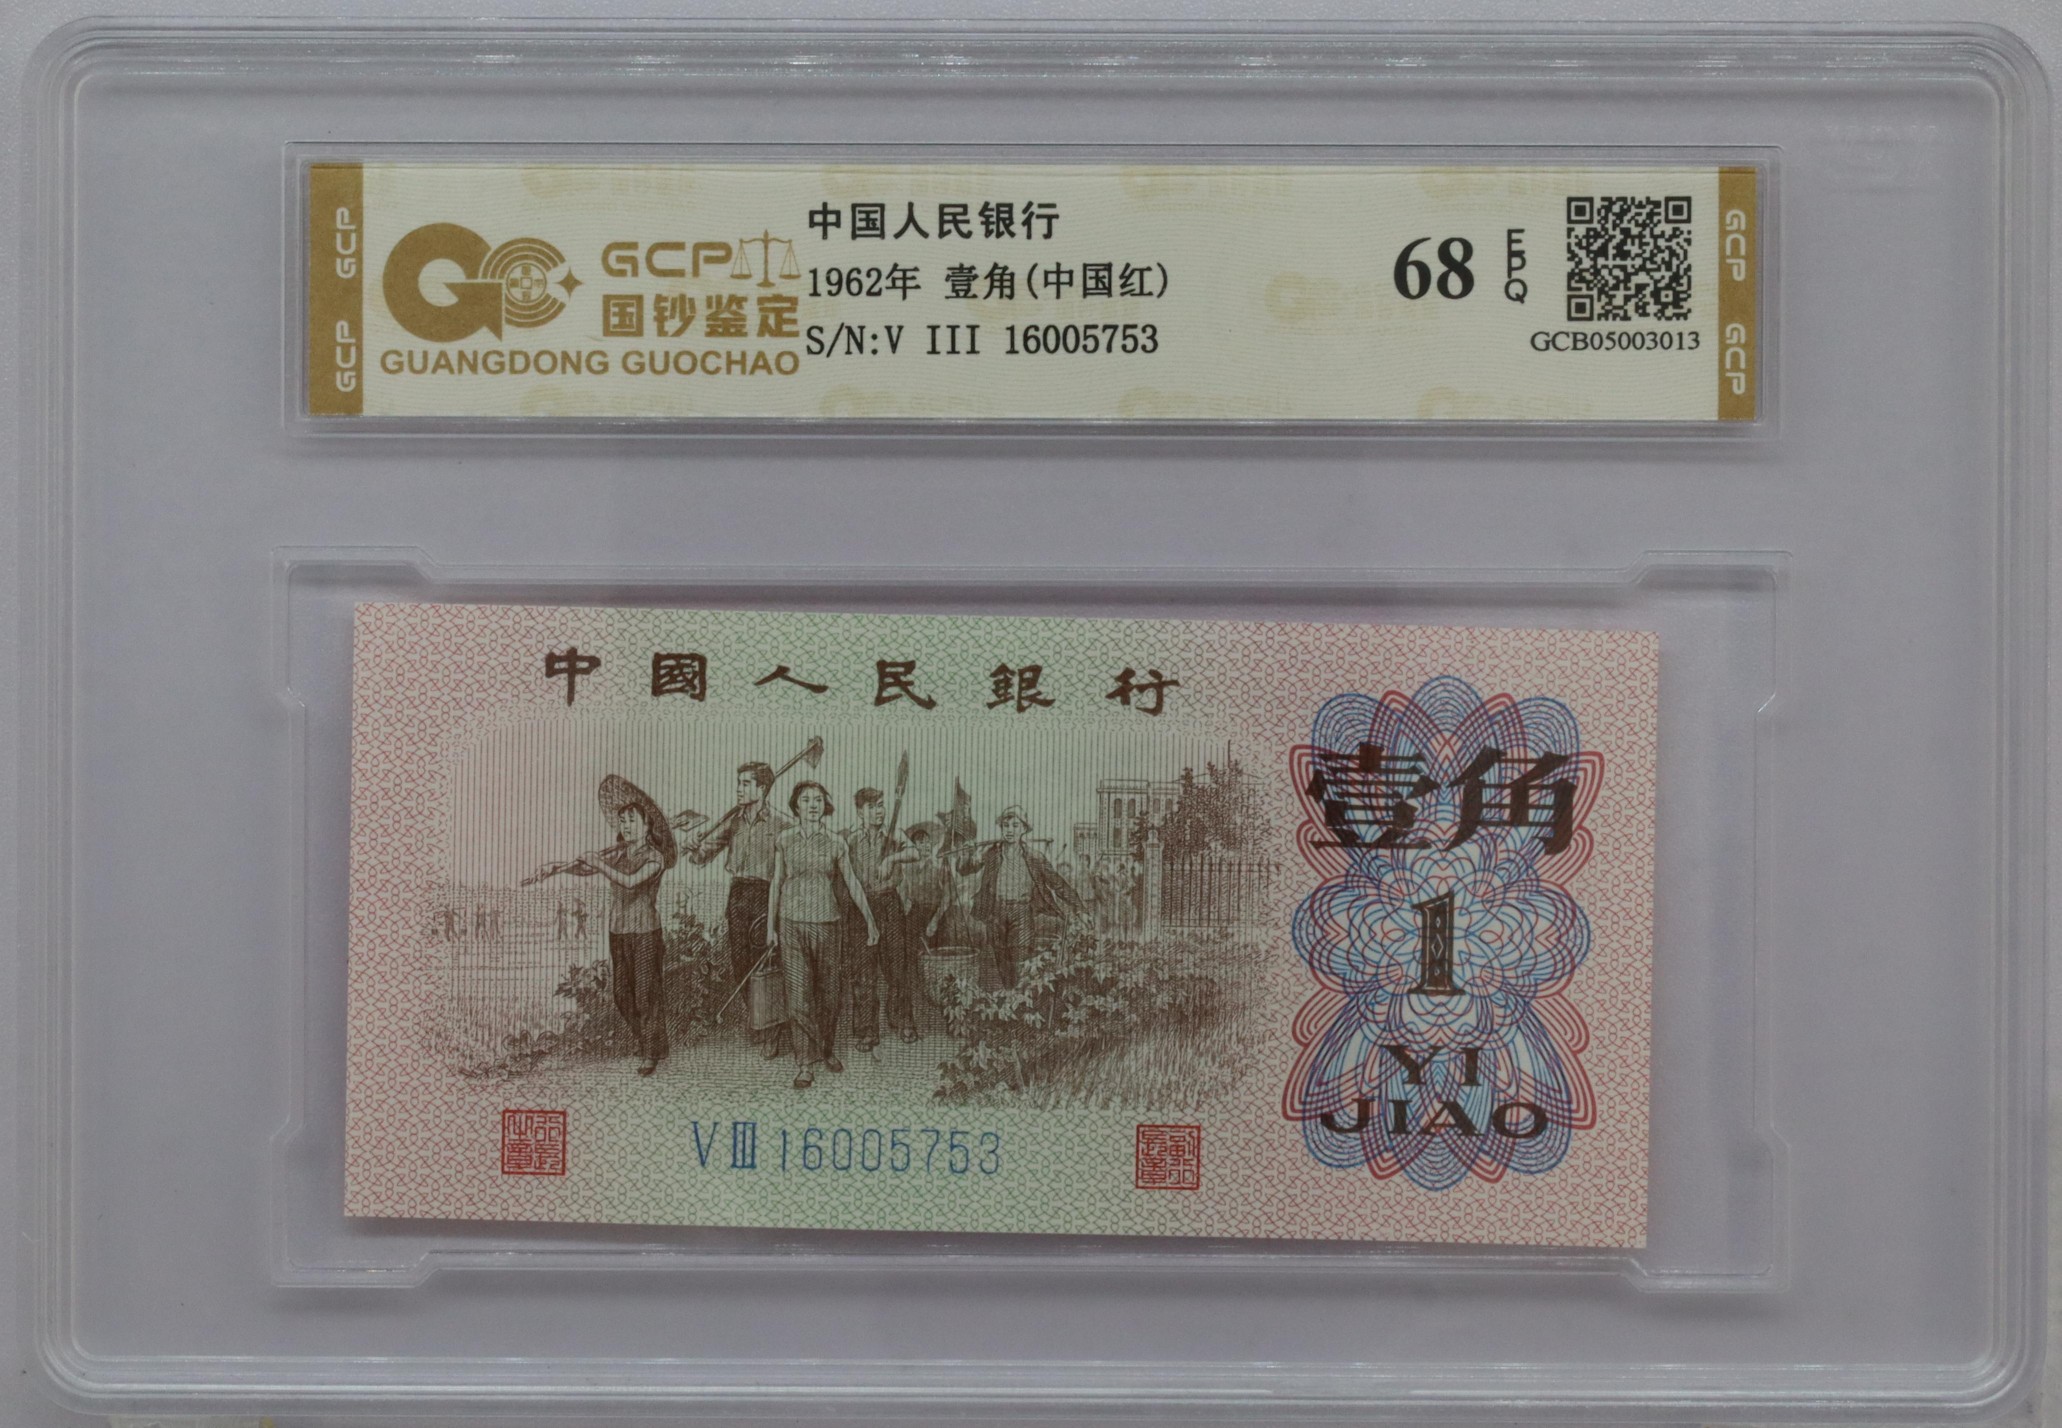 GCP
GCP
GCP
国钞鉴定
GUANGDONG GUOCHAO
中国人民银行
1962年 壹角(中国红)
S/N:V III 16005753
68
EPQ
GCB05003013
GCP
GCP
中國人民銀行
壹角
1
YI
JIAO
VIII16005753